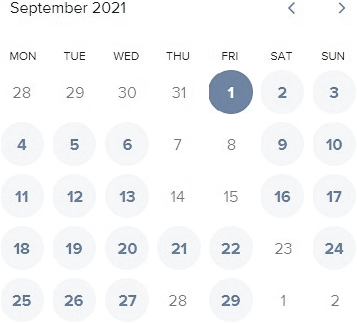 September 2021
MON TUE WED THU FRI SAT SUN
28 29 30 31 1 2 3
4 5 6 7 8 9 10
11 12 13 14 15 16 17
18 19 20 21 22 23 24
25 26 27 28 29 1 2